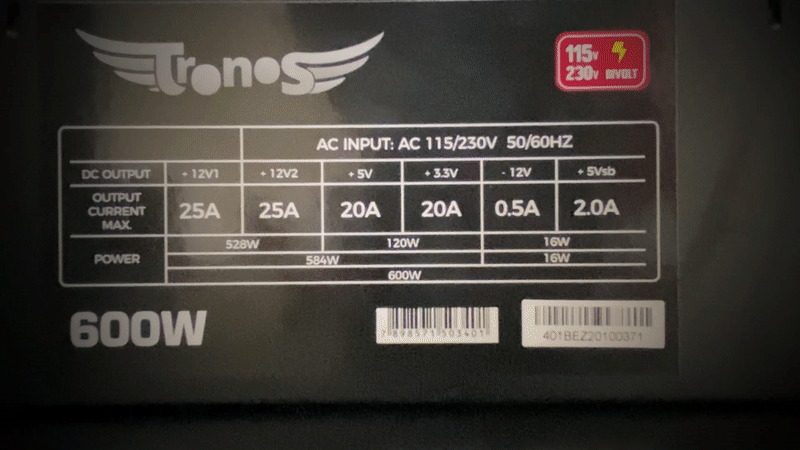 Tronos
115V
230V BIVOLT
AC INPUT: AC 115/230V 50/60HZ
DC OUTPUT + 12V1 + 12V2 + 5V + 3.3V - 12V + 5Vsb
OUTPUT CURRENT MAX. 25A 25A 20A 20A 0.5A 2.0A
POWER 528W 120W 16W
584W 16W
600W
600W
7898571503401
401BEZ20100371